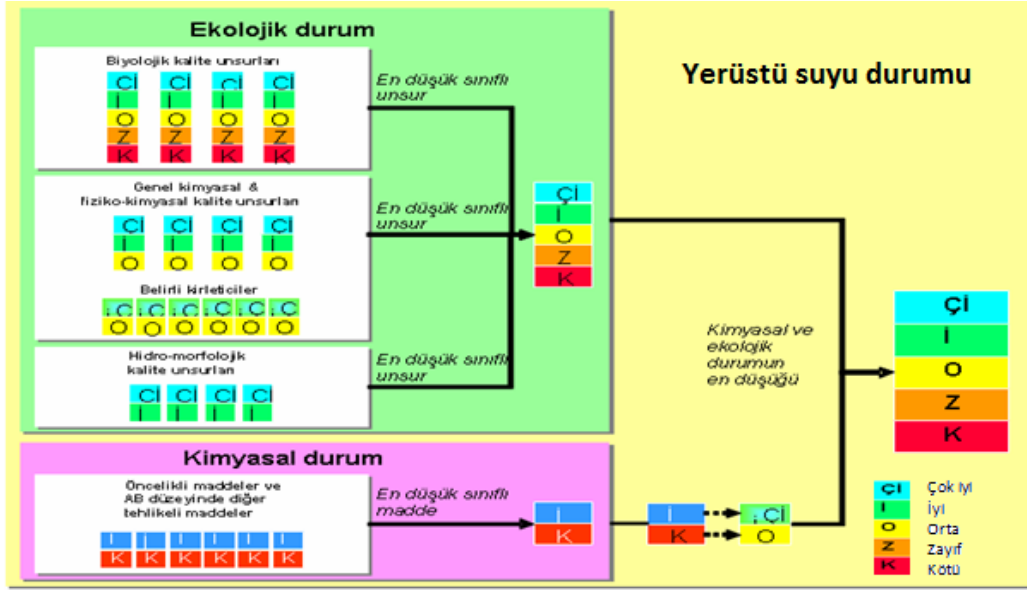 Ekolojik durum
Yerüstü suyu durumu
Biyolojik kalite unsurları
En düşük sınıflı
unsur
Çİ Çİ Çİ Çİ
İ İ İ İ
O O O O
Z Z Z Z
K K K K
Genel kimyasal &
fiziko-kimyasal kalite unsurları
En düşük sınıflı
unsur
Çİ Çİ Çİ Çİ
İ İ İ İ
O O O O
Çİ
İ
O
Z
K
Belirli kirleticiler
O O O O O O
Hidro-morfolojik
kalite unsurları
En düşük sınıflı
unsur
Çİ Çİ Çİ Çİ
İ İ İ İ
Kimyasal ve
ekolojik
durumun
en düşüğü
Çİ
İ
O
Z
K
Kimyasal durum
Öncelikli maddeler ve
AB düzeyinde diğer
tehlikeli maddeler
En düşük sınıflı
madde
İ İ İ İ İ İ
K K K K K K
İ
K
İ
K
O
Çİ Çok İyi
İ İyİ
O Orta
Z Zayıf
K Kötü